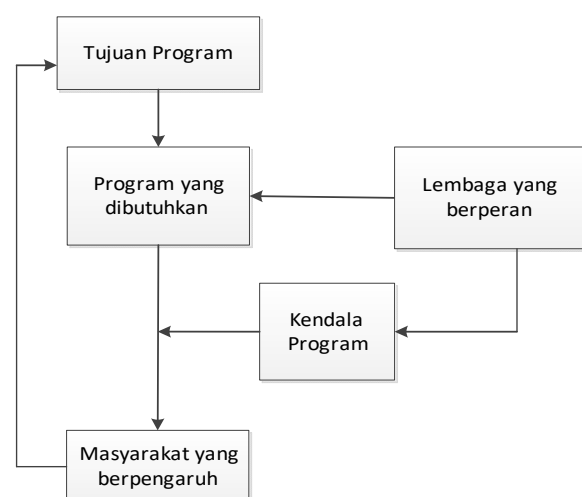 Tujuan Program
Program yang
dibutuhkan
Lembaga yang
berperan
Kendala
Program
Masyarakat yang
berpengaruh